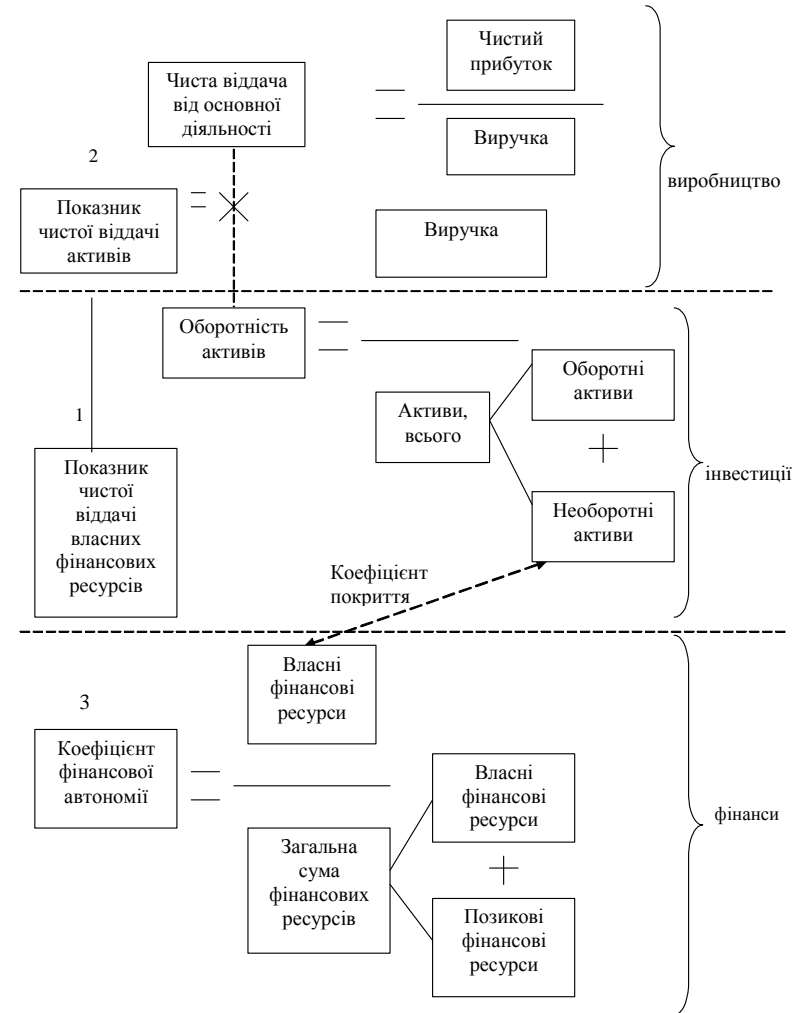 Чистий
прибуток
Чиста віддача
від основної
діяльності
Виручка
2
виробництво
Показник
чистої віддачі
активів
Виручка
Оборотність
активів
Оборотні
активи
1
Активи,
всього
Показник
чистої
віддачі
власних
фінансових
ресурсів
інвестиції
Необоротні
активи
Коефіцієнт
покриття
Власні
фінансові
ресурси
3
Коефіцієнт
фінансової
автономії
Власні
фінансові
ресурси
фінанси
Загальна
сума
фінансових
ресурсів
Позикові
фінансові
ресурси